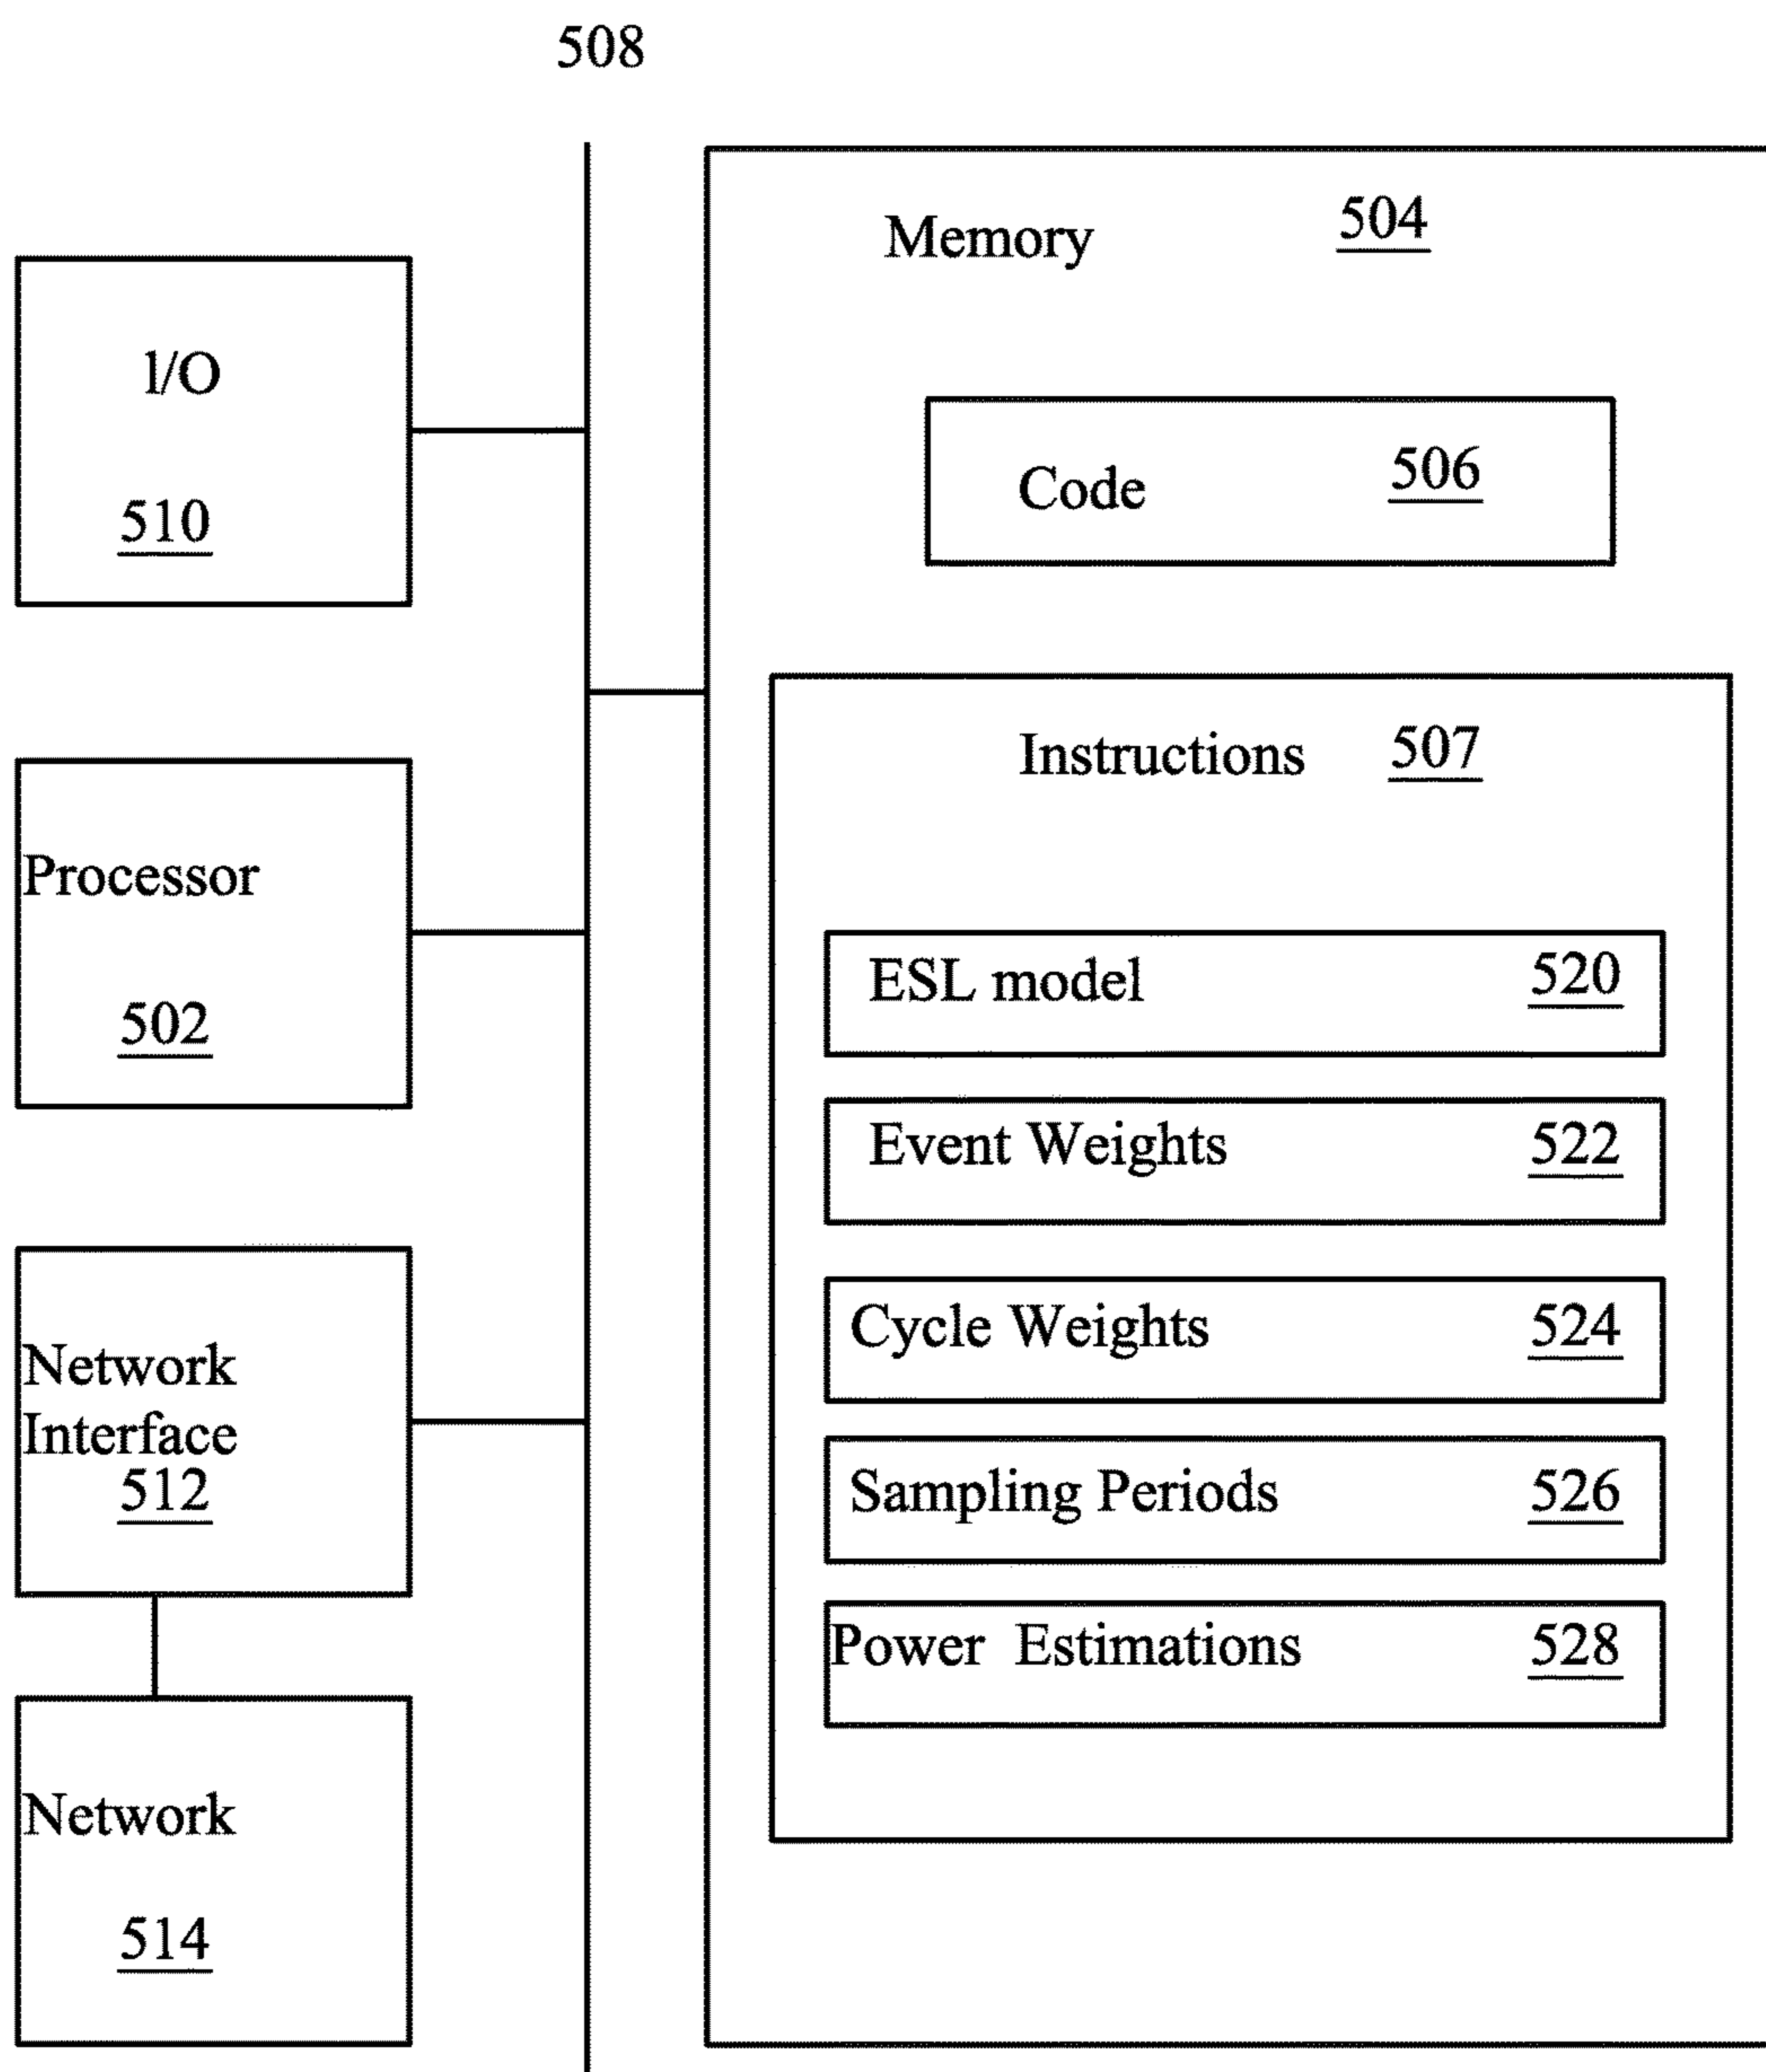 508
Memory 504
l/O
510
Code 506
Instructions 507
Processor
502
ESL model 520
Event Weights 522
Cycle Weights 524
Sampling Periods 526
Power Estimations 528
Network
Interface
512
Network
514